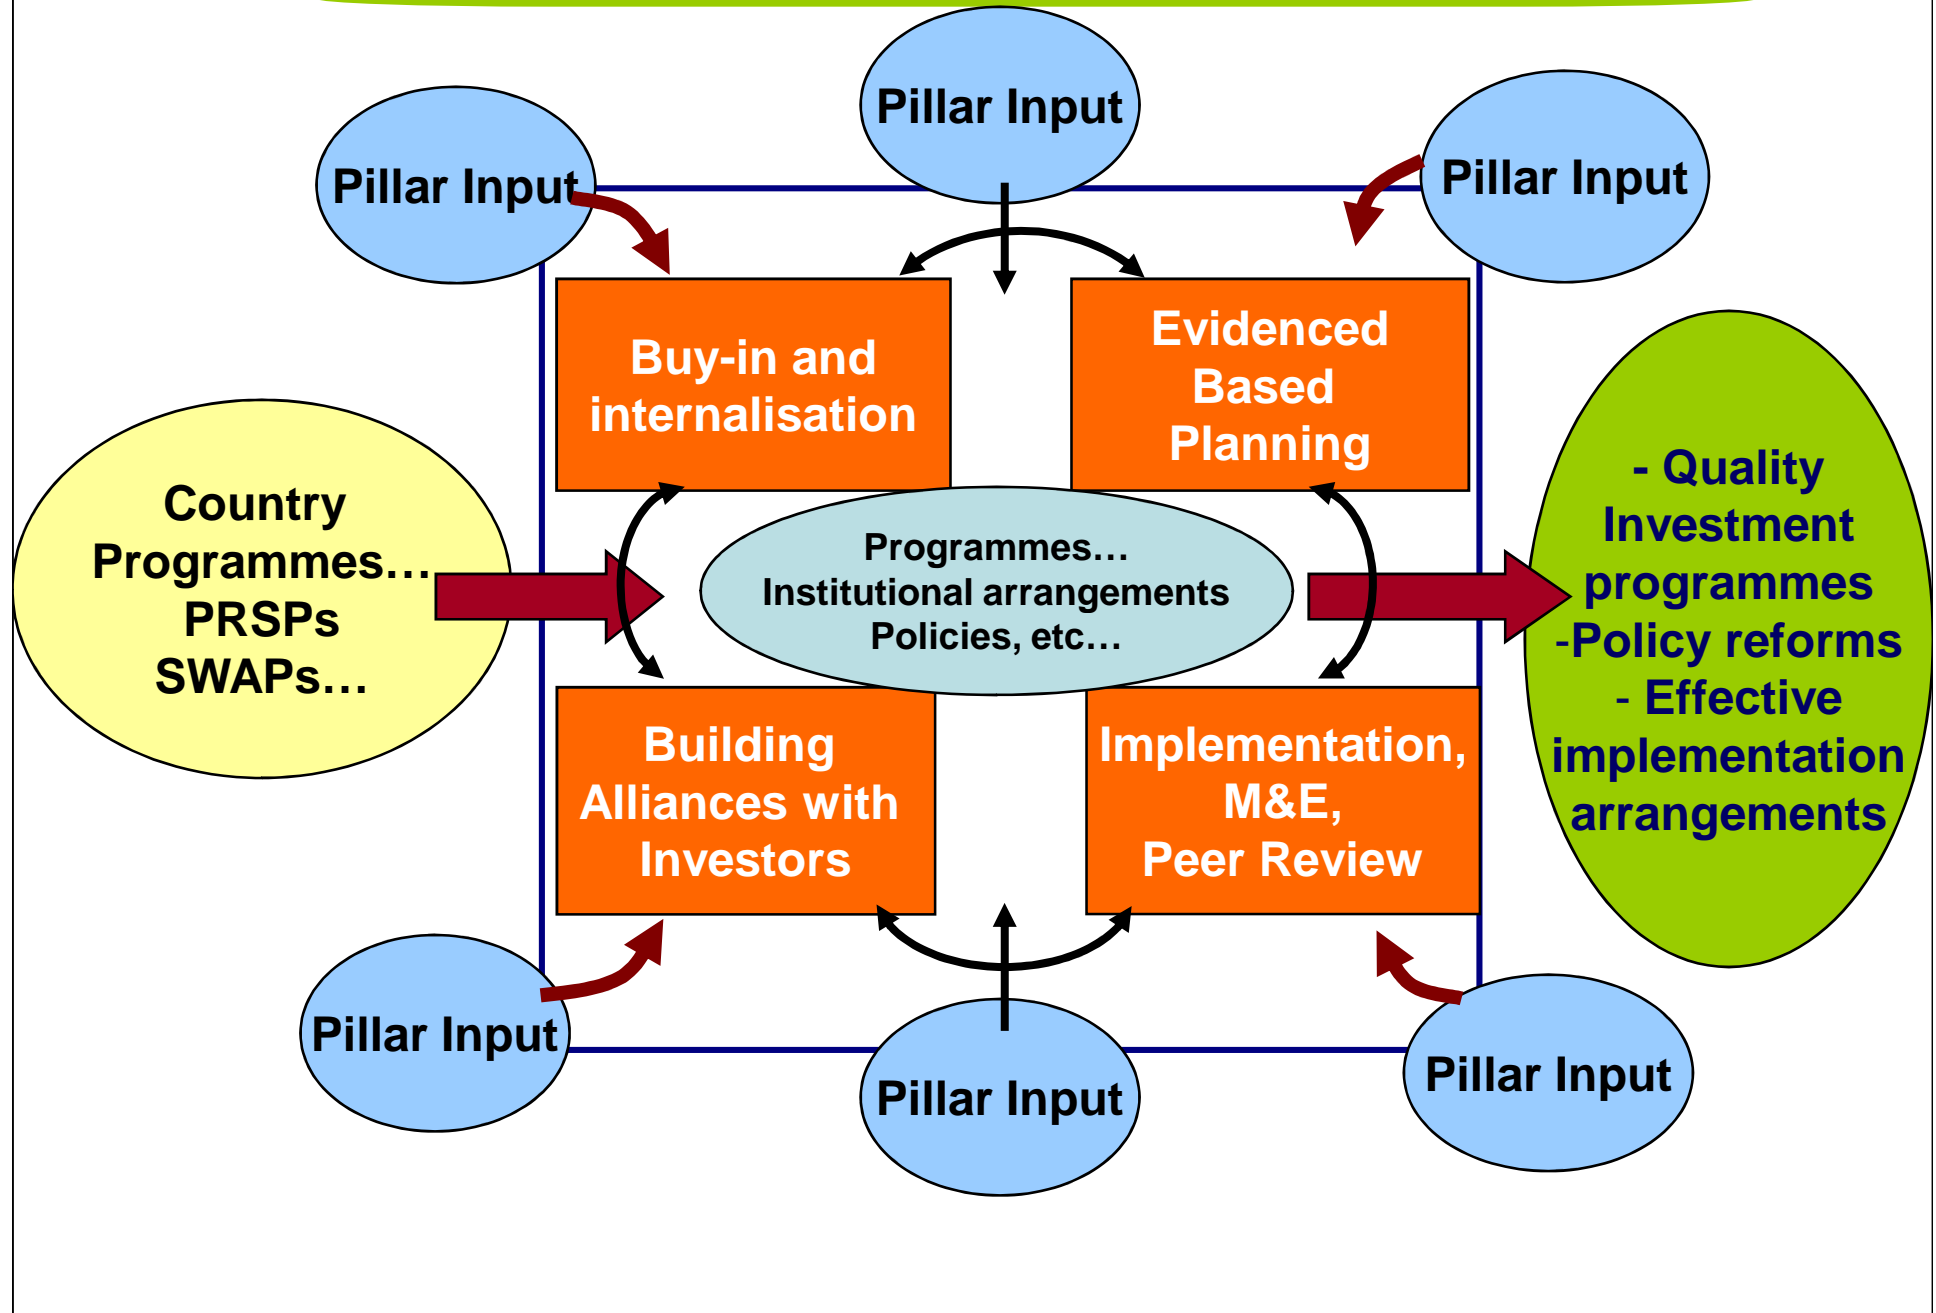 Pillar Input
Pillar Input
Pillar Input
Buy-in and
internalisation
Evidenced
Based
Planning
Country
Programmes…
PRSPs
SWAPs…
Programmes…
Institutional arrangements
Policies, etc…
- Quality
Investment
programmes
-Policy reforms
- Effective
implementation
arrangements
Building
Alliances with
Investors
Implementation,
M&E,
Peer Review
Pillar Input
Pillar Input
Pillar Input